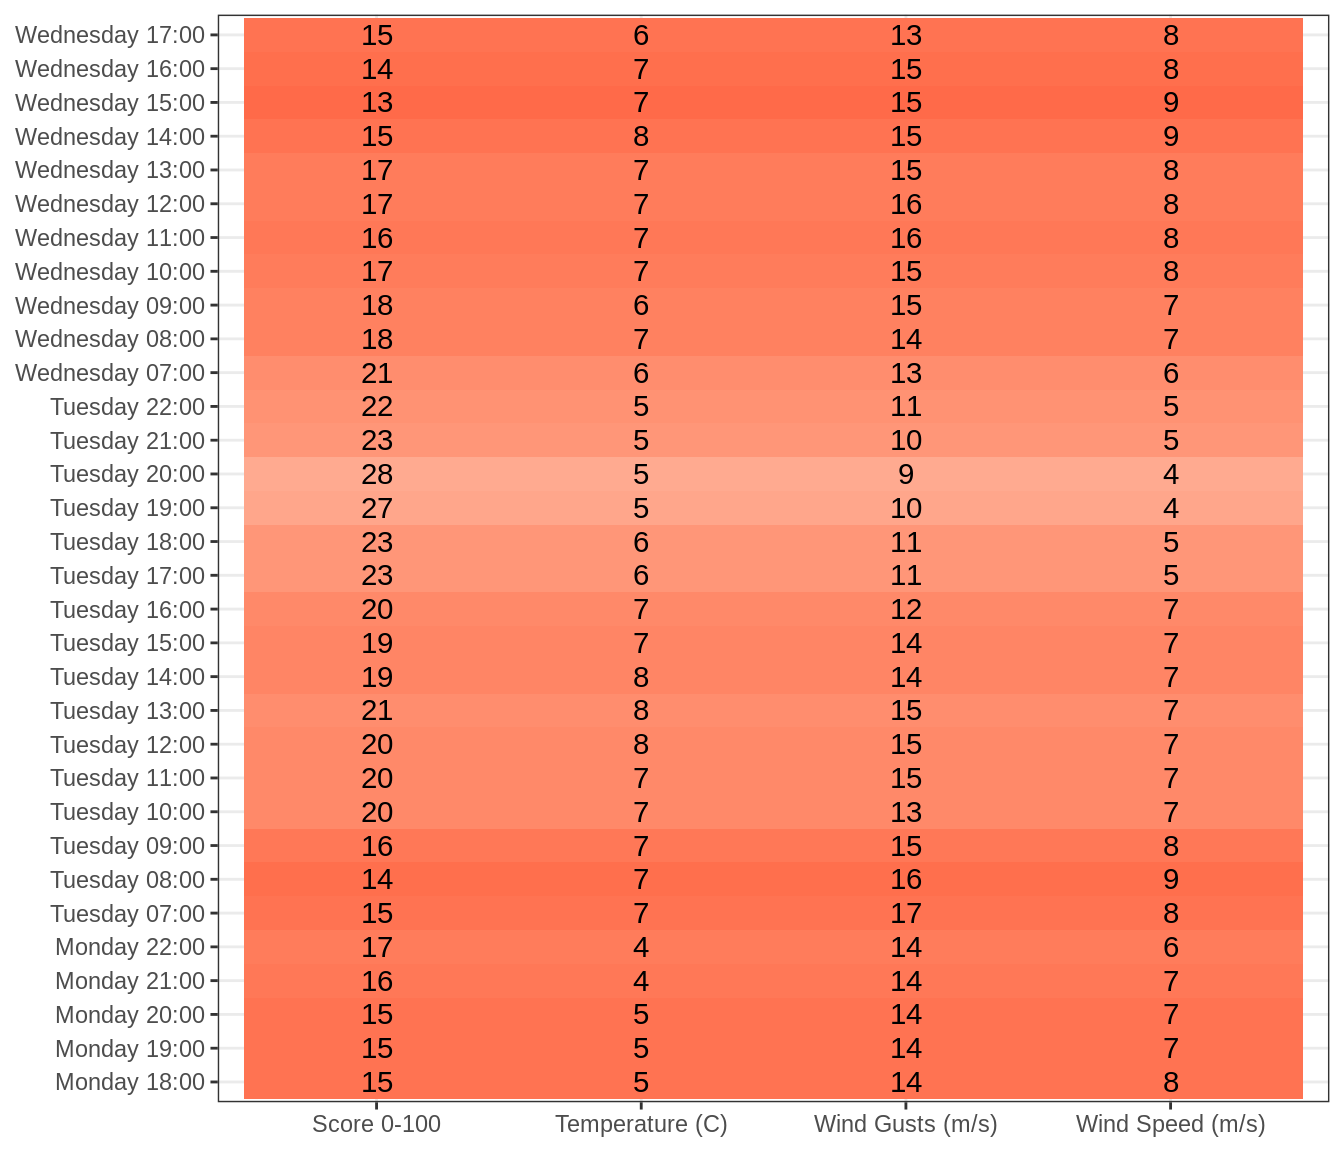 Wednesday 17:00 15 6 13 8
Wednesday 16:00 14 7 15 8
Wednesday 15:00 13 7 15 9
Wednesday 14:00 15 8 15 9
Wednesday 13:00 17 7 15 8
Wednesday 12:00 17 7 16 8
Wednesday 11:00 16 7 16 8
Wednesday 10:00 17 7 15 8
Wednesday 09:00 18 6 15 7
Wednesday 08:00 18 7 14 7
Wednesday 07:00 21 6 13 6
Tuesday 22:00 22 5 11 5
Tuesday 21:00 23 5 10 5
Tuesday 20:00 28 5 9 4
Tuesday 19:00 27 5 10 4
Tuesday 18:00 23 6 11 5
Tuesday 17:00 23 6 11 5
Tuesday 16:00 20 7 12 7
Tuesday 15:00 19 7 14 7
Tuesday 14:00 19 8 14 7
Tuesday 13:00 21 8 15 7
Tuesday 12:00 20 8 15 7
Tuesday 11:00 20 7 15 7
Tuesday 10:00 20 7 13 7
Tuesday 09:00 16 7 15 8
Tuesday 08:00 14 7 16 9
Tuesday 07:00 15 7 17 8
Monday 22:00 17 4 14 6
Monday 21:00 16 4 14 7
Monday 20:00 15 5 14 7
Monday 19:00 15 5 14 7
Monday 18:00 15 5 14 8
Score 0-100 Temperature (C) Wind Gusts (m/s) Wind Speed (m/s)